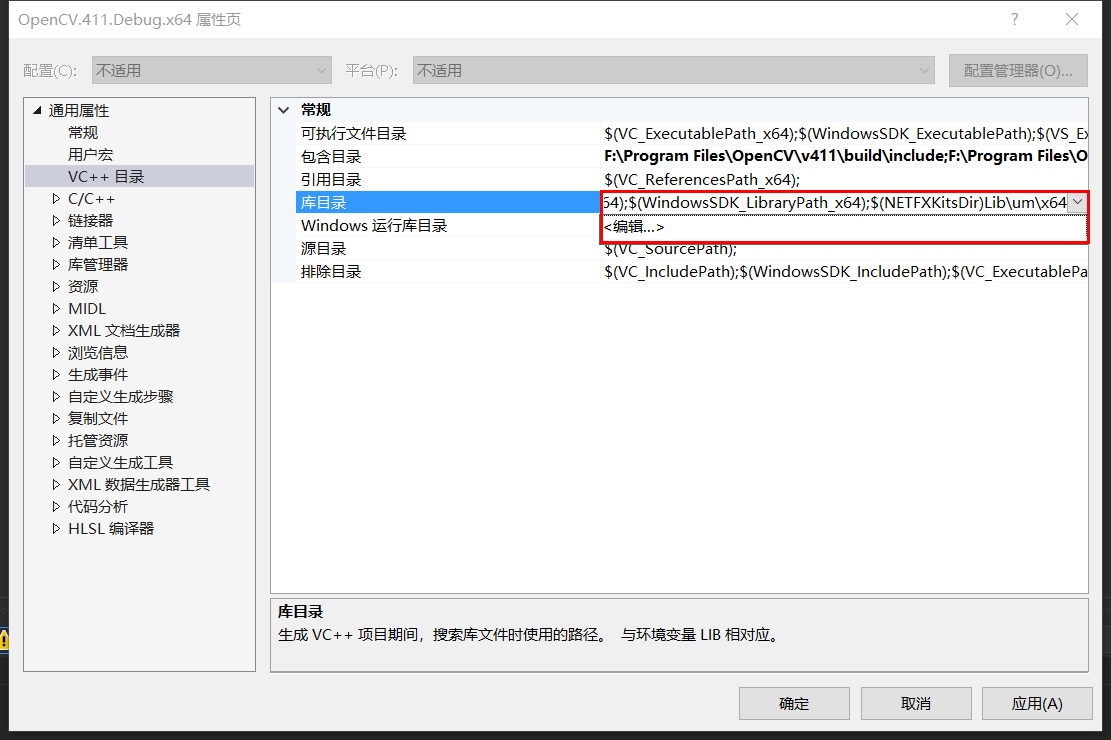 OpenCV.411.Debug.x64 属性页
配置(C): 不适用 平台(P): 不适用 配置管理器(O)...
通用属性
常规
用户宏
VC++ 目录
C/C++
链接器
清单工具
库管理器
资源
MIDL
XML 文档生成器
浏览信息
生成事件
自定义生成步骤
复制文件
托管资源
自定义生成工具
XML 数据生成器工具
代码分析
HLSL 编译器
常规
可执行文件目录 $(VC_ExecutablePath_x64);$(WindowsSDK_ExecutablePath);$(VS_Ex
包含目录 F:\Program Files\OpenCV\v411\build\include;F:\Program Files\O
引用目录 $(VC_ReferencesPath_x64);
库目录 64);$(WindowsSDK_LibraryPath_x64);$(NETFXKitsDir)Lib\um\x64
Windows 运行库目录 <编辑...>
源目录 $(VC_SourcePath);
排除目录 $(VC_IncludePath);$(WindowsSDK_IncludePath);$(VC_ExecutablePa
库目录
生成 VC++ 项目期间，搜索库文件时使用的路径。 与环境变量 LIB 相对应。
确定 取消 应用(A)